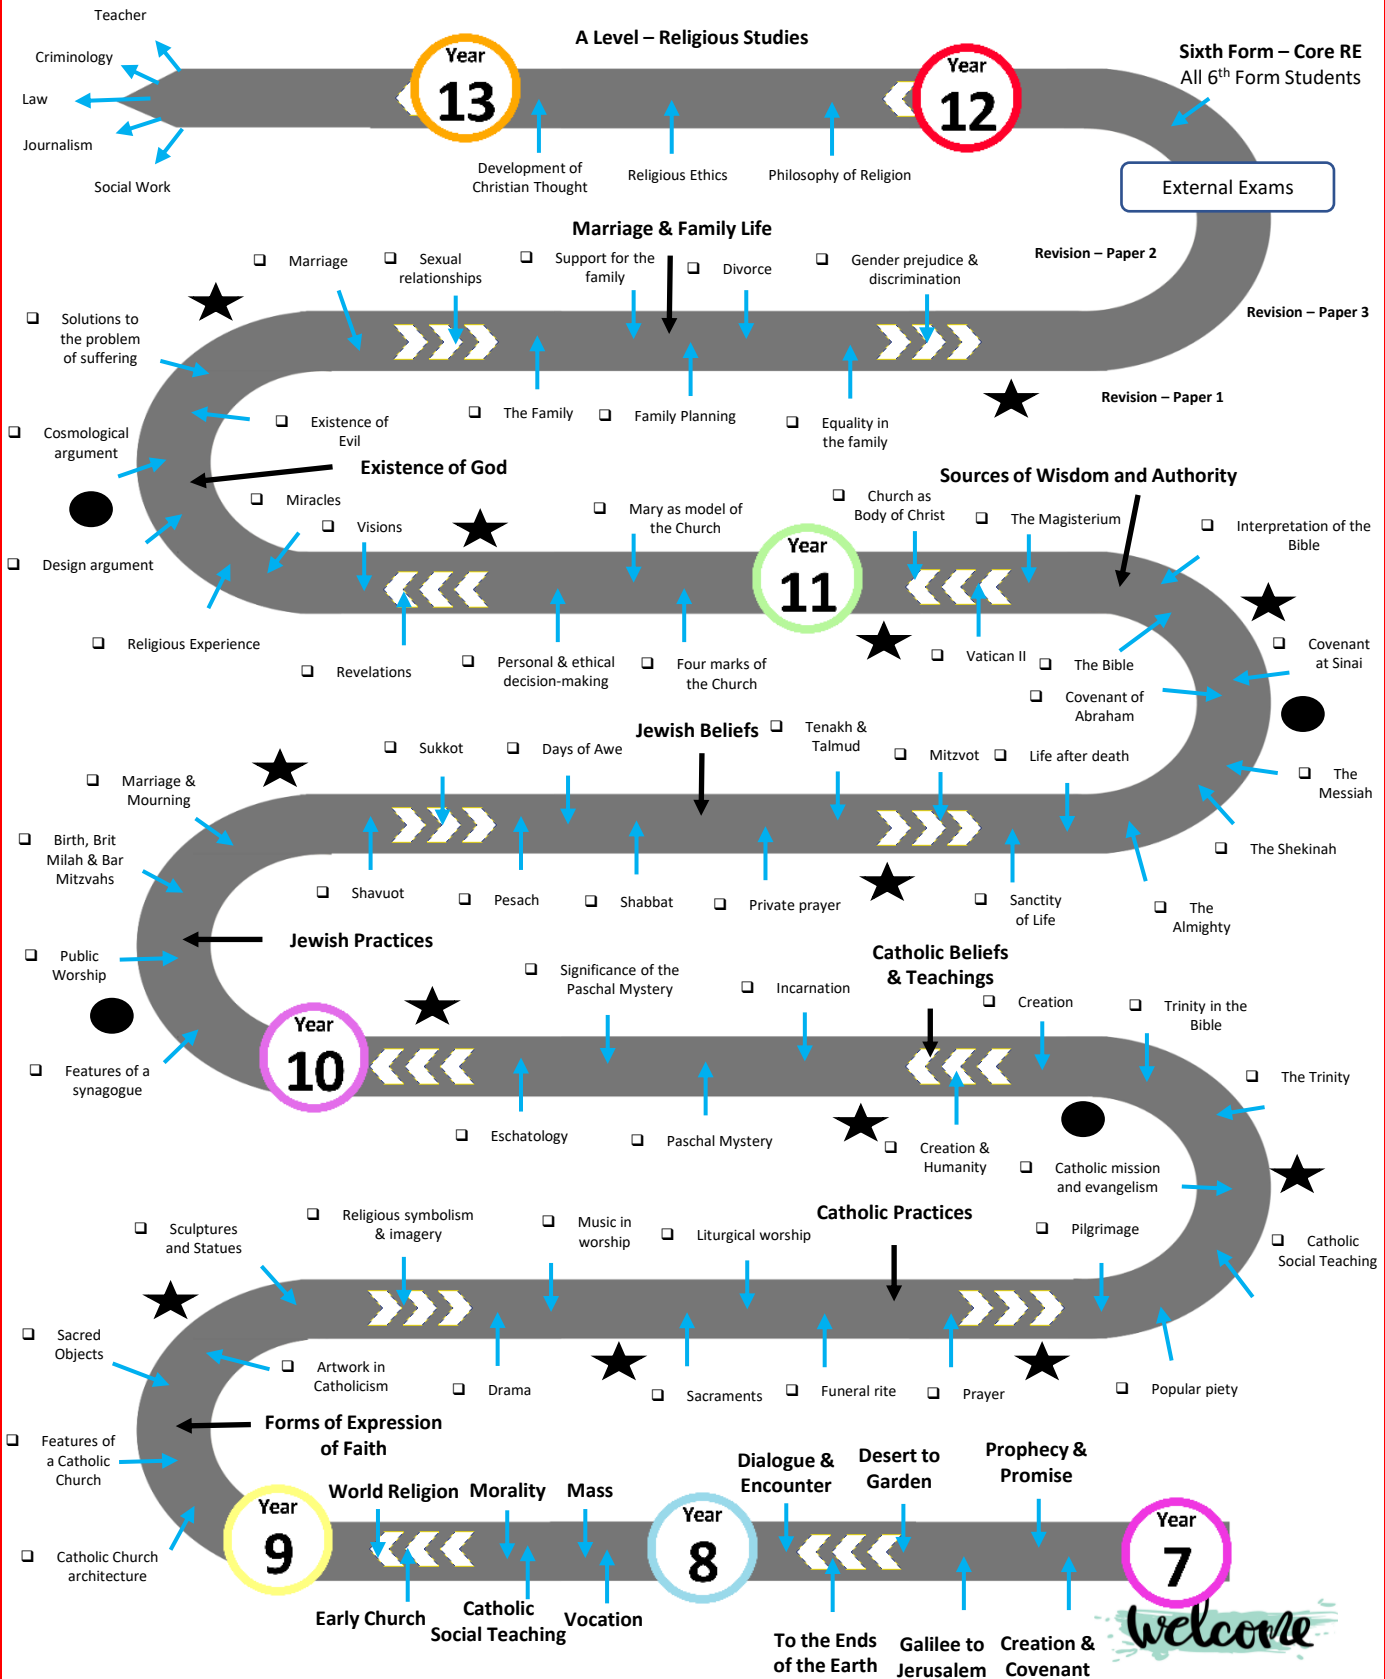 Teacher
Criminology
Law
Journalism
Social Work
A Level – Religious Studies
Year
13
Year
12
Sixth Form – Core RE
All 6th Form Students
Development of
Christian Thought
Religious Ethics
Philosophy of Religion
External Exams
Marriage & Family Life
Revision – Paper 2
Revision – Paper 3
Revision – Paper 1
Marriage
Sexual
relationships
Support for the
family
Divorce
Gender prejudice &
discrimination
Solutions to
the problem
of suffering
The Family
Family Planning
Equality in
the family
Existence of
Evil
Cosmological
argument
Existence of God
Sources of Wisdom and Authority
Miracles
Visions
Mary as model of
the Church
Church as
Body of Christ
The Magisterium
Interpretation of the
Bible
Design argument
Year
11
Religious Experience
Revelations
Personal & ethical
decision-making
Four marks of
the Church
Vatican II
The Bible
Covenant
at Sinai
Covenant of
Abraham
Jewish Beliefs
Sukkot
Days of Awe
Tenakh &
Talmud
Mitzvot
Life after death
The
Messiah
Marriage &
Mourning
Birth, Brit
Milah & Bar
Mitzvahs
The Shekinah
Shavuot
Pesach
Shabbat
Private prayer
Sanctity
of Life
The
Almighty
Jewish Practices
Public
Worship
Catholic Beliefs
& Teachings
Significance of the
Paschal Mystery
Incarnation
Creation
Trinity in the
Bible
Features of a
synagogue
Year
10
The Trinity
Eschatology
Paschal Mystery
Creation &
Humanity
Catholic mission
and evangelism
Sculptures
and Statues
Religious symbolism
& imagery
Music in
worship
Liturgical worship
Catholic Practices
Pilgrimage
Catholic
Social Teaching
Sacred
Objects
Artwork in
Catholicism
Drama
Sacraments
Funeral rite
Prayer
Popular piety
Forms of Expression
of Faith
Features of
a Catholic
Church
Catholic Church
architecture
Year
9
World Religion
Morality
Mass
Year
8
Dialogue &
Encounter
Desert to
Garden
Prophecy &
Promise
Year
7
Early Church
Catholic
Social Teaching
Vocation
To the Ends
of the Earth
Galilee to
Jerusalem
Creation &
Covenant
welcome